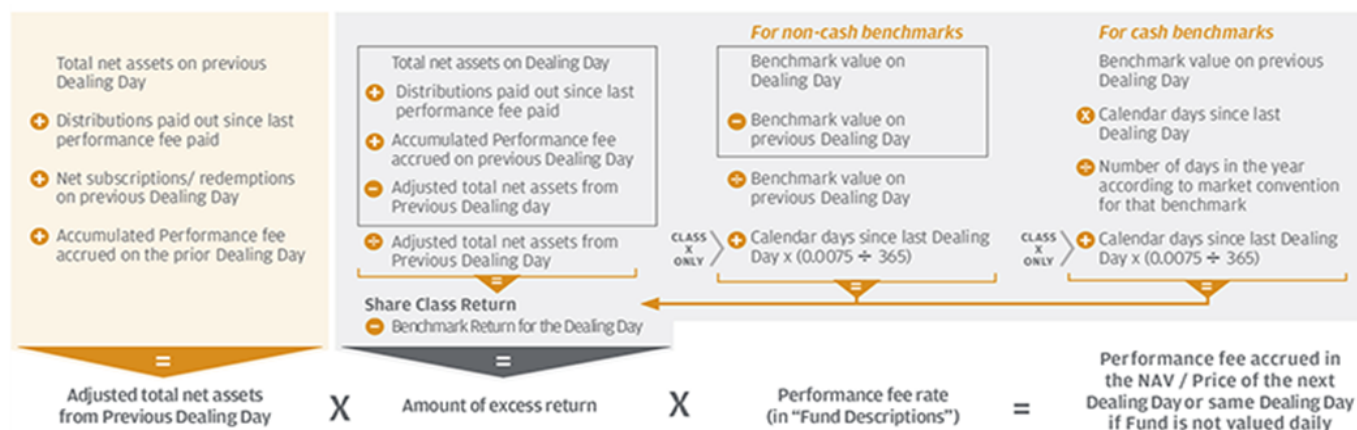 Total net assets on previous
Dealing Day
+ Distributions paid out since last
performance fee paid
+ Net subscriptions/ redemptions
on previous Dealing Day
+ Accumulated Performance fee
accrued on the prior Dealing Day
=
Adjusted total net assets
from Previous Dealing Day
X
Total net assets on Dealing Day
+ Distributions paid out since last
performance fee paid
+ Accumulated Performance fee
accrued on previous Dealing Day
− Adjusted total net assets from
Previous Dealing day
÷ Adjusted total net assets from
Previous Dealing Day
=
Share Class Return
− Benchmark Return for the Dealing Day
=
Amount of excess return
For non-cash benchmarks
Benchmark value on
Dealing Day
− Benchmark value on
previous Dealing Day
÷ Benchmark value on
previous Dealing Day
CLASS
X
ONLY
+ Calendar days since last Dealing
Day x (0.0075 ÷ 365)
=
For cash benchmarks
Benchmark value on previous
Dealing Day
x Calendar days since last
Dealing Day
÷ Number of days in the year
according to market convention
for that benchmark
CLASS
X
ONLY
+ Calendar days since last Dealing
Day x (0.0075 ÷ 365)
=
X
Performance fee rate
(in “Fund Descriptions”)
=
Performance fee accrued in
the NAV / Price of the next
Dealing Day or same Dealing Day
if Fund is not valued daily